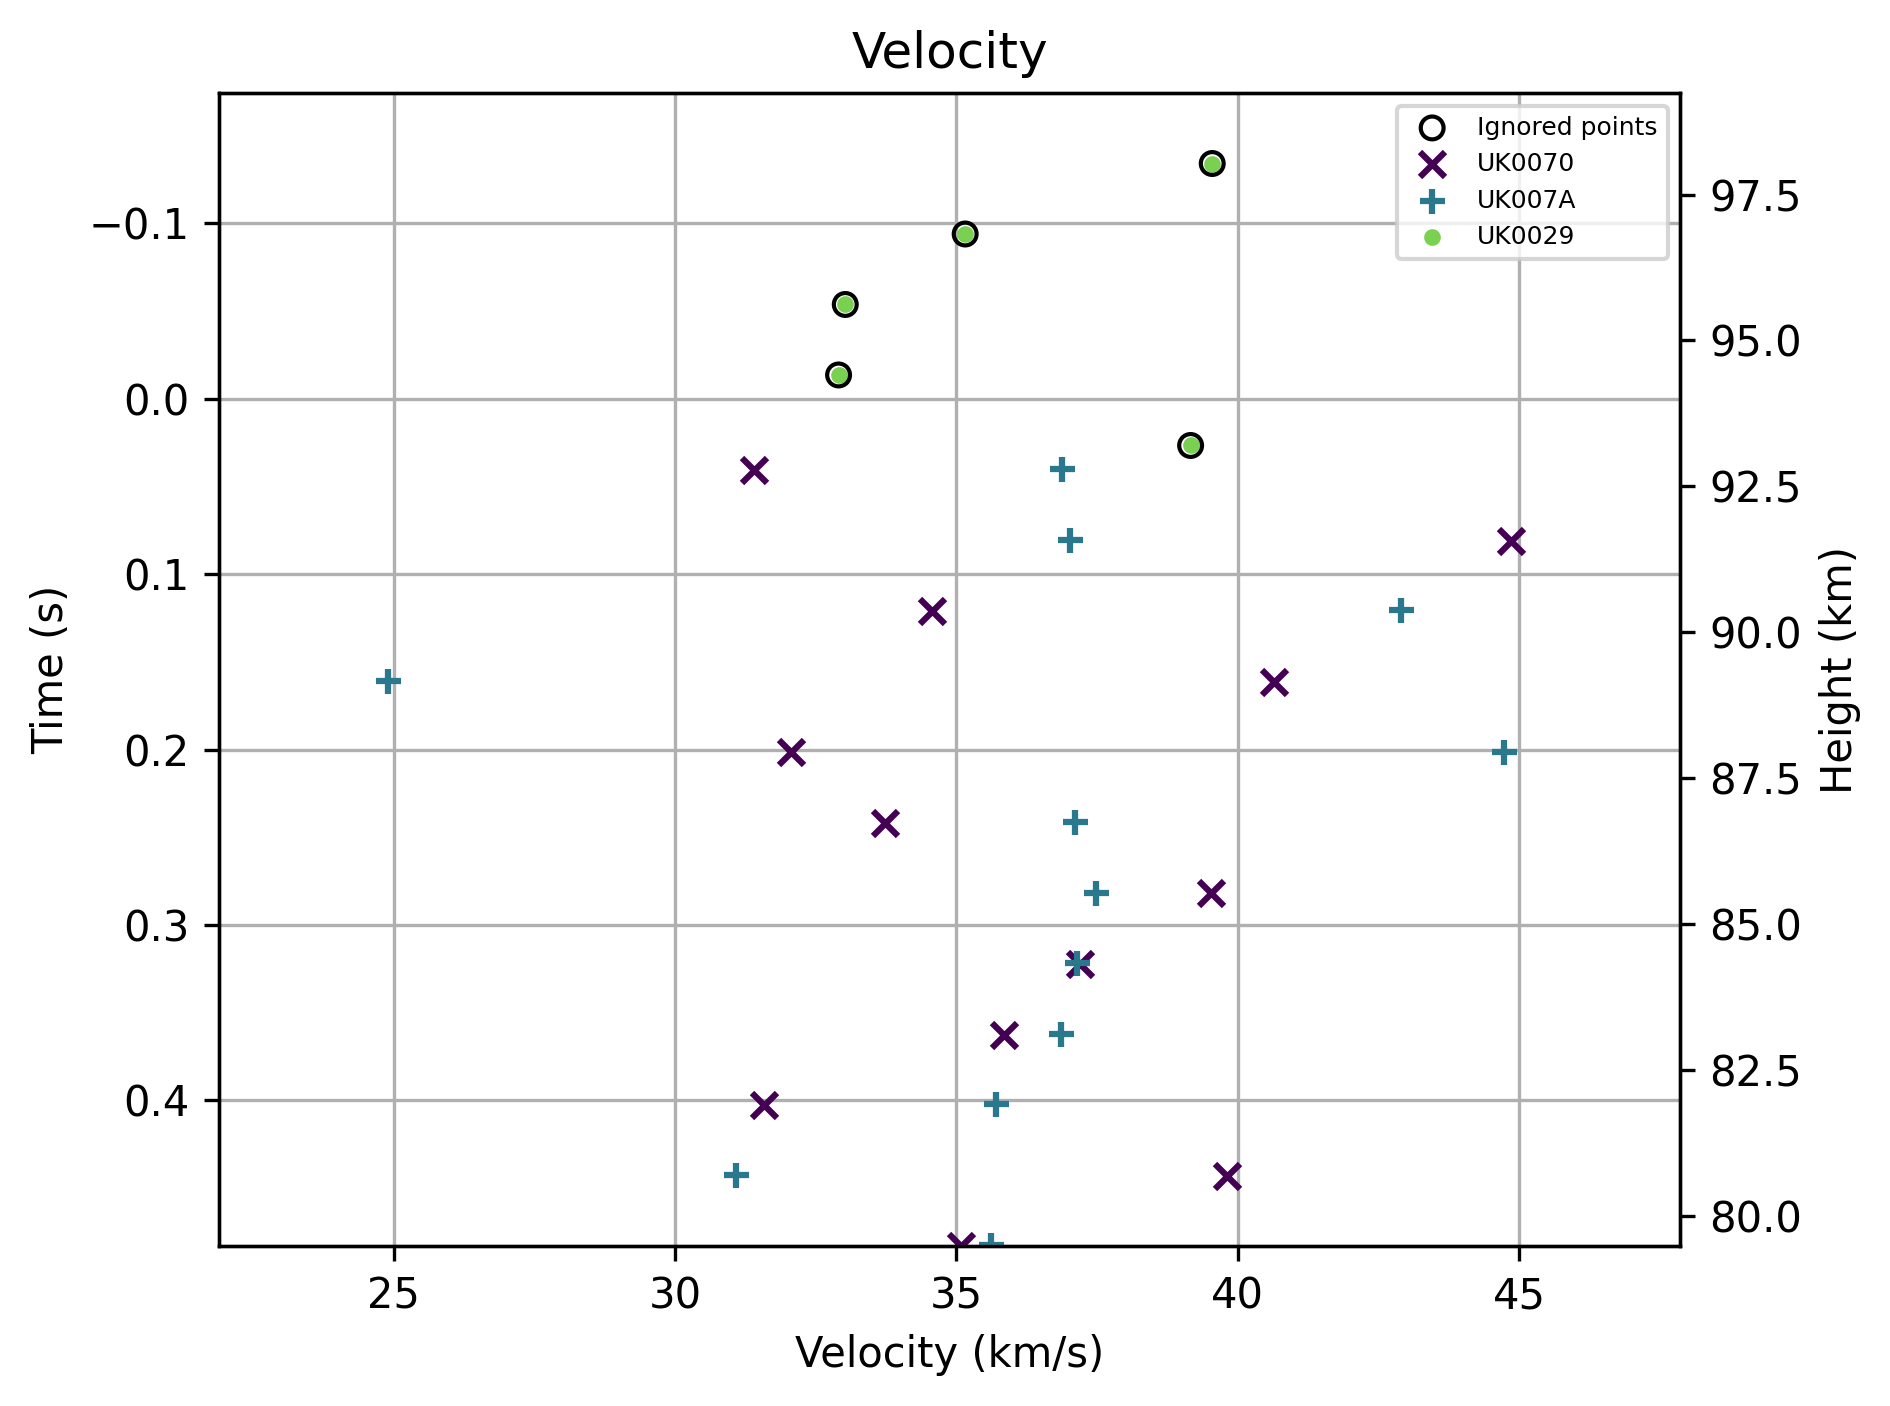 Velocity
Ignored points
UK0070
UK007A
UK0029
−0.1
0.0
0.1
0.2
0.3
0.4
Time (s)
97.5
95.0
92.5
90.0
87.5
85.0
82.5
80.0
Height (km)
25 30 35 40 45
Velocity (km/s)